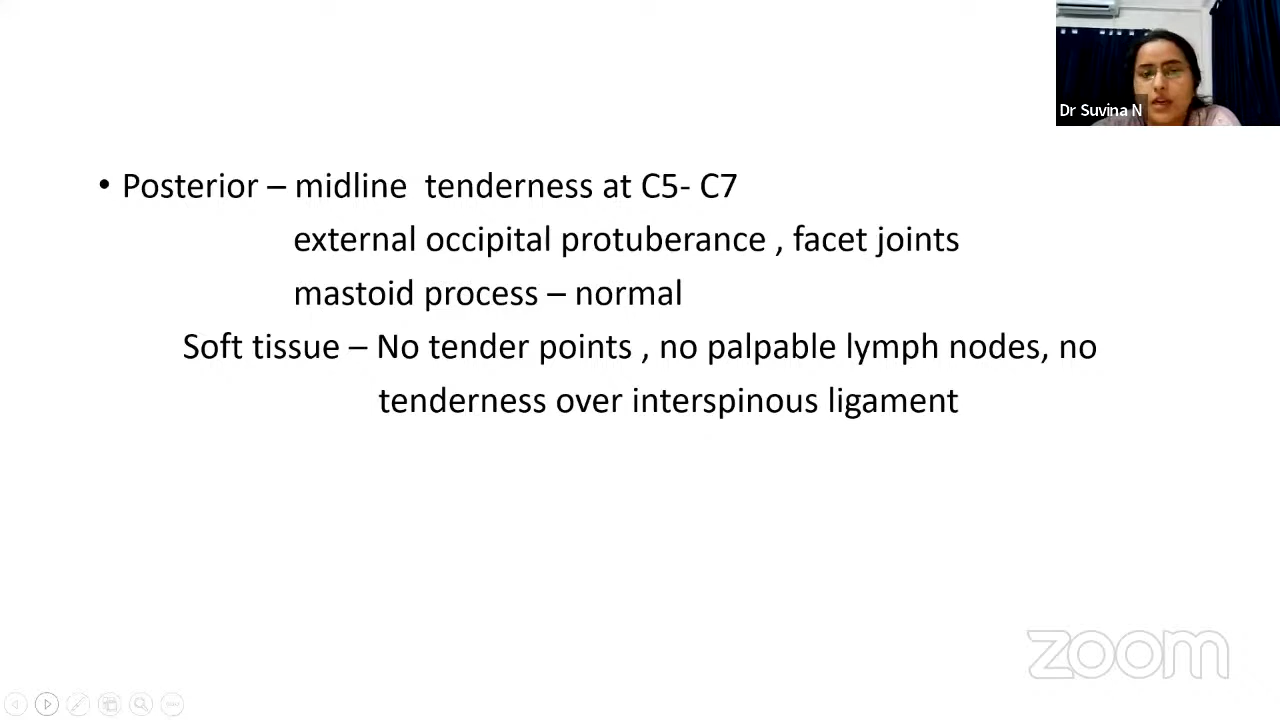 Dr Suvina N
• Posterior – midline  tenderness at C5- C7
external occipital protuberance , facet joints
mastoid process – normal
Soft tissue – No tender points , no palpable lymph nodes, no
tenderness over interspinous ligament
zoom